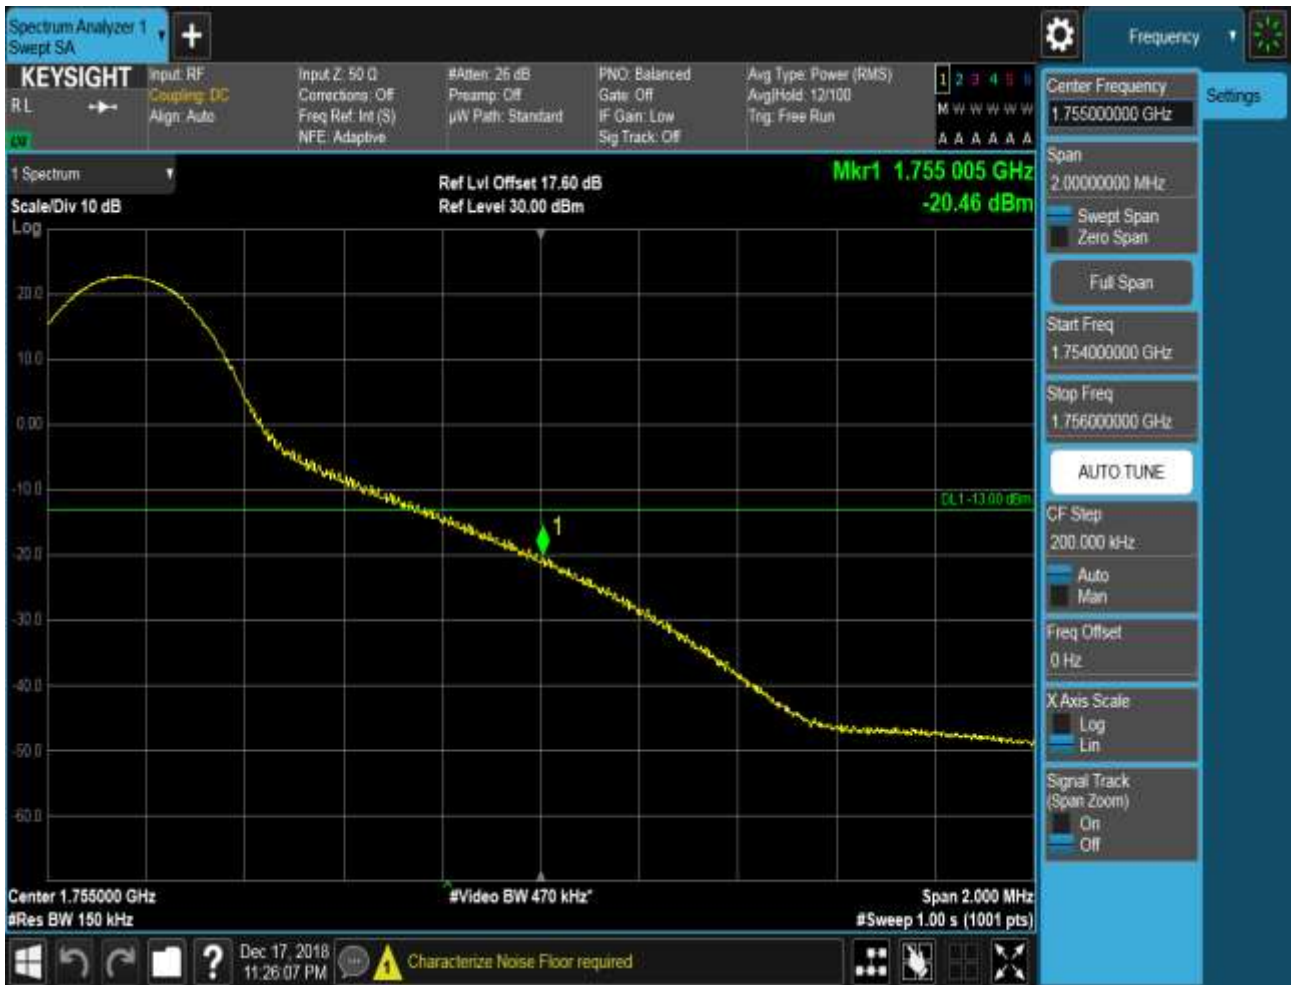 Spectrum Analyzer 1
Swept SA
Frequency
KEYSIGHT
R L
Input: RF
Coupling: DC
Align: Auto
Input Z: 50 Ω
Corrections: Off
Freq Ref: Int (S)
NFE: Adaptive
#Atten: 26 dB
Preamp: Off
µW Path: Standard
PNO: Balanced
Gate: Off
IF Gain: Low
Sig Track: Off
Avg Type: Power (RMS)
Avg|Hold: 12/100
Trig: Free Run
1 2 3 4 5 6
M W W W W W
A A A A A A
1 Spectrum
Scale/Div 10 dB
Log
Ref Lvl Offset 17.60 dB
Ref Level 30.00 dBm
Mkr1 1.755 005 GHz
-20.46 dBm
20.0
10.0
0.00
-10.0
-20.0
-30.0
-40.0
-50.0
-60.0
DL1 -13.00 dBm
1
Center 1.755000 GHz
#Res BW 150 kHz
#Video BW 470 kHz*
Span 2.000 MHz
#Sweep 1.00 s (1001 pts)
Center Frequency
1.755000000 GHz
Settings
Span
2.00000000 MHz
Swept Span
Zero Span
Full Span
Start Freq
1.754000000 GHz
Stop Freq
1.756000000 GHz
AUTO TUNE
CF Step
200.000 kHz
Auto
Man
Freq Offset
0 Hz
X Axis Scale
Log
Lin
Signal Track
(Span Zoom)
On
Off
Dec 17, 2018
11:26:07 PM
Characterize Noise Floor required